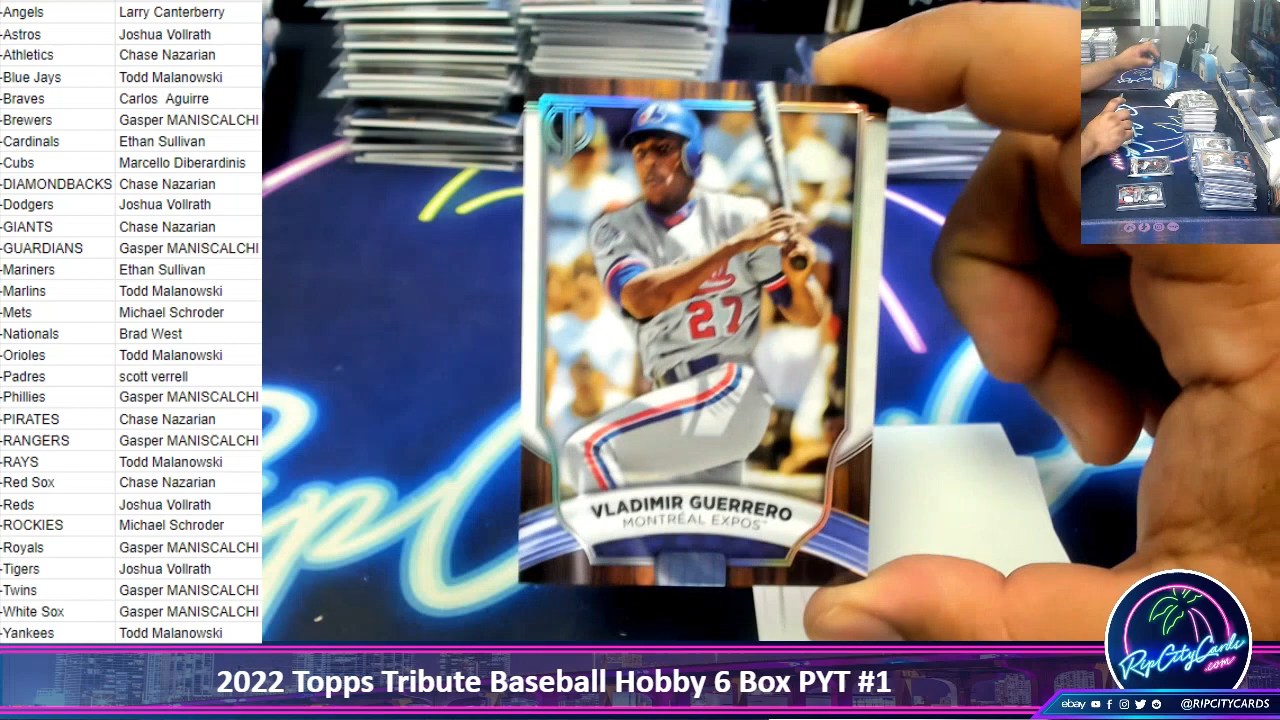 -Angels Larry Canterberry
-Astros Joshua Vollrath
-Athletics Chase Nazarian
-Blue Jays Todd Malanowski
-Braves Carlos Aguirre
-Brewers Gasper MANISCALCHI
-Cardinals Ethan Sullivan
-Cubs Marcello Diberardinis
-DIAMONDBACKS Chase Nazarian
-Dodgers Joshua Vollrath
-GIANTS Chase Nazarian
-GUARDIANS Gasper MANISCALCHI
-Mariners Ethan Sullivan
-Marlins Todd Malanowski
-Mets Michael Schroder
-Nationals Brad West
-Orioles Todd Malanowski
-Padres scott verrell
-Phillies Gasper MANISCALCHI
-PIRATES Chase Nazarian
-RANGERS Gasper MANISCALCHI
-RAYS Todd Malanowski
-Red Sox Chase Nazarian
-Reds Joshua Vollrath
-ROCKIES Michael Schroder
-Royals Gasper MANISCALCHI
-Tigers Joshua Vollrath
-Twins Gasper MANISCALCHI
-White Sox Gasper MANISCALCHI
-Yankees Todd Malanowski
27
VLADIMIR GUERRERO
MONTRÉAL EXPOS™
RipCityCards
.com
2022 Topps Tribute Baseball Hobby 6 Box PYT #1
ebay @RIPCITYCARDS